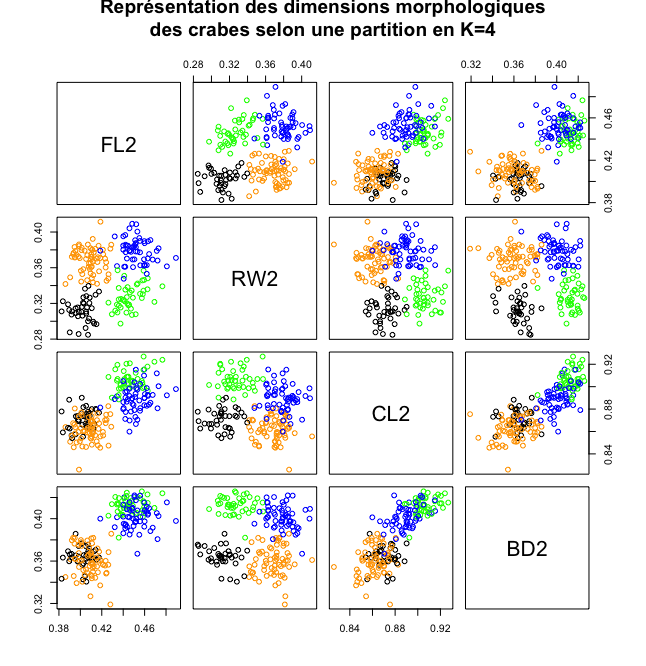 Représentation des dimensions morphologiques
des crabes selon une partition en K=4
0.28 0.32 0.36 0.40
0.32 0.36 0.40
FL2
0.38 0.42 0.46
0.28 0.32 0.36 0.40
RW2
CL2
0.84 0.88 0.92
0.32 0.36 0.40
BD2
0.38 0.42 0.46
0.84 0.88 0.92